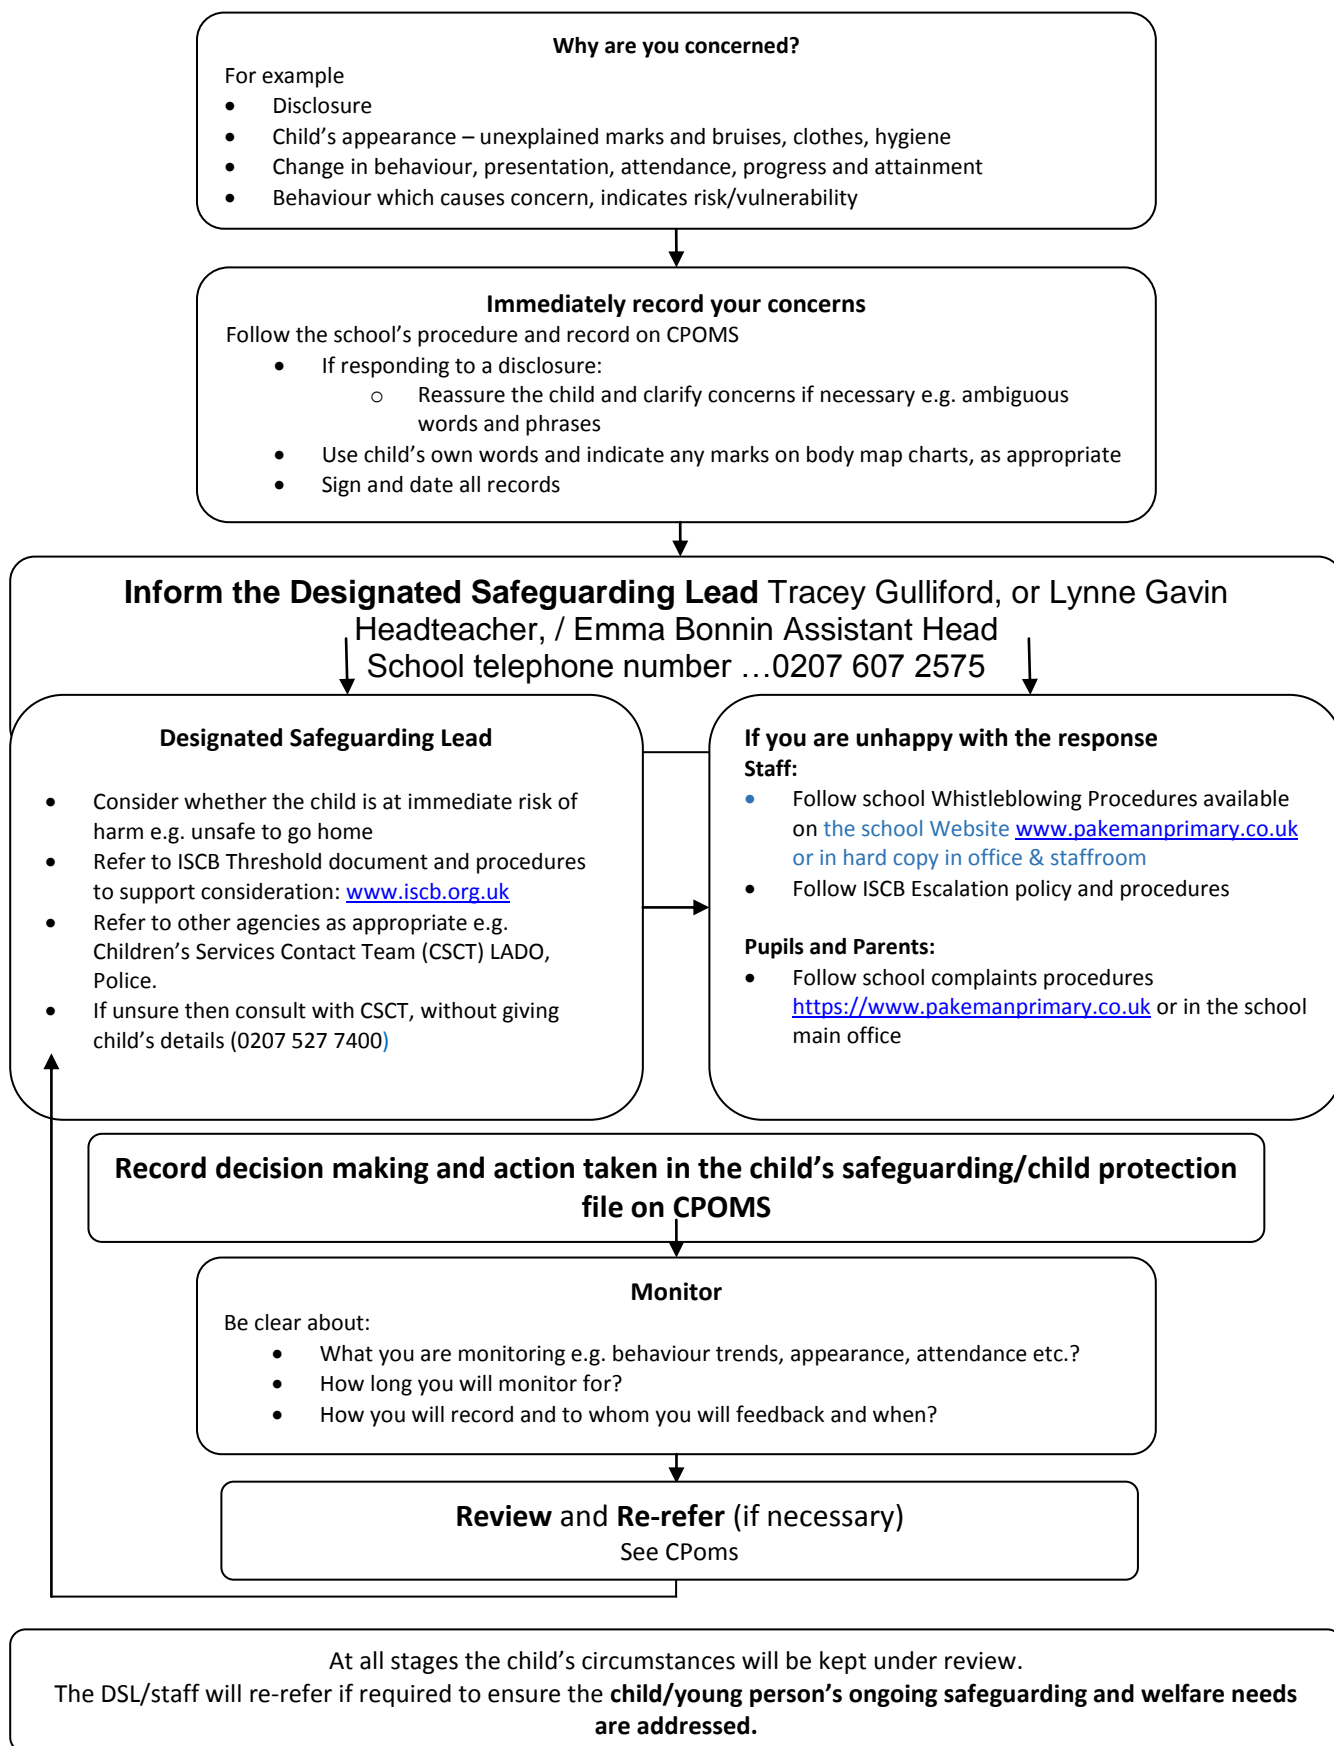 Why are you concerned?
For example
• Disclosure
• Child’s appearance – unexplained marks and bruises, clothes, hygiene
• Change in behaviour, presentation, attendance, progress and attainment
• Behaviour which causes concern, indicates risk/vulnerability
Immediately record your concerns
Follow the school’s procedure and record on CPOMS
• If responding to a disclosure:
o Reassure the child and clarify concerns if necessary e.g. ambiguous
words and phrases
• Use child’s own words and indicate any marks on body map charts, as appropriate
• Sign and date all records
Inform the Designated Safeguarding Lead Tracey Gulliford, or Lynne Gavin
Headteacher, / Emma Bonnin Assistant Head
School telephone number …0207 607 2575
Designated Safeguarding Lead
• Consider whether the child is at immediate risk of
harm e.g. unsafe to go home
• Refer to ISCB Threshold document and procedures
to support consideration: www.iscb.org.uk
• Refer to other agencies as appropriate e.g.
Children’s Services Contact Team (CSCT) LADO,
Police.
• If unsure then consult with CSCT, without giving
child’s details (0207 527 7400)
If you are unhappy with the response
Staff:
• Follow school Whistleblowing Procedures available
on the school Website www.pakemanprimary.co.uk
or in hard copy in office & staffroom
• Follow ISCB Escalation policy and procedures
Pupils and Parents:
• Follow school complaints procedures
https://www.pakemanprimary.co.uk or in the school
main office
Record decision making and action taken in the child’s safeguarding/child protection
file on CPOMS
Monitor
Be clear about:
• What you are monitoring e.g. behaviour trends, appearance, attendance etc.?
• How long you will monitor for?
• How you will record and to whom you will feedback and when?
Review and Re-refer (if necessary)
See CPoms
At all stages the child’s circumstances will be kept under review.
The DSL/staff will re-refer if required to ensure the child/young person’s ongoing safeguarding and welfare needs
are addressed.